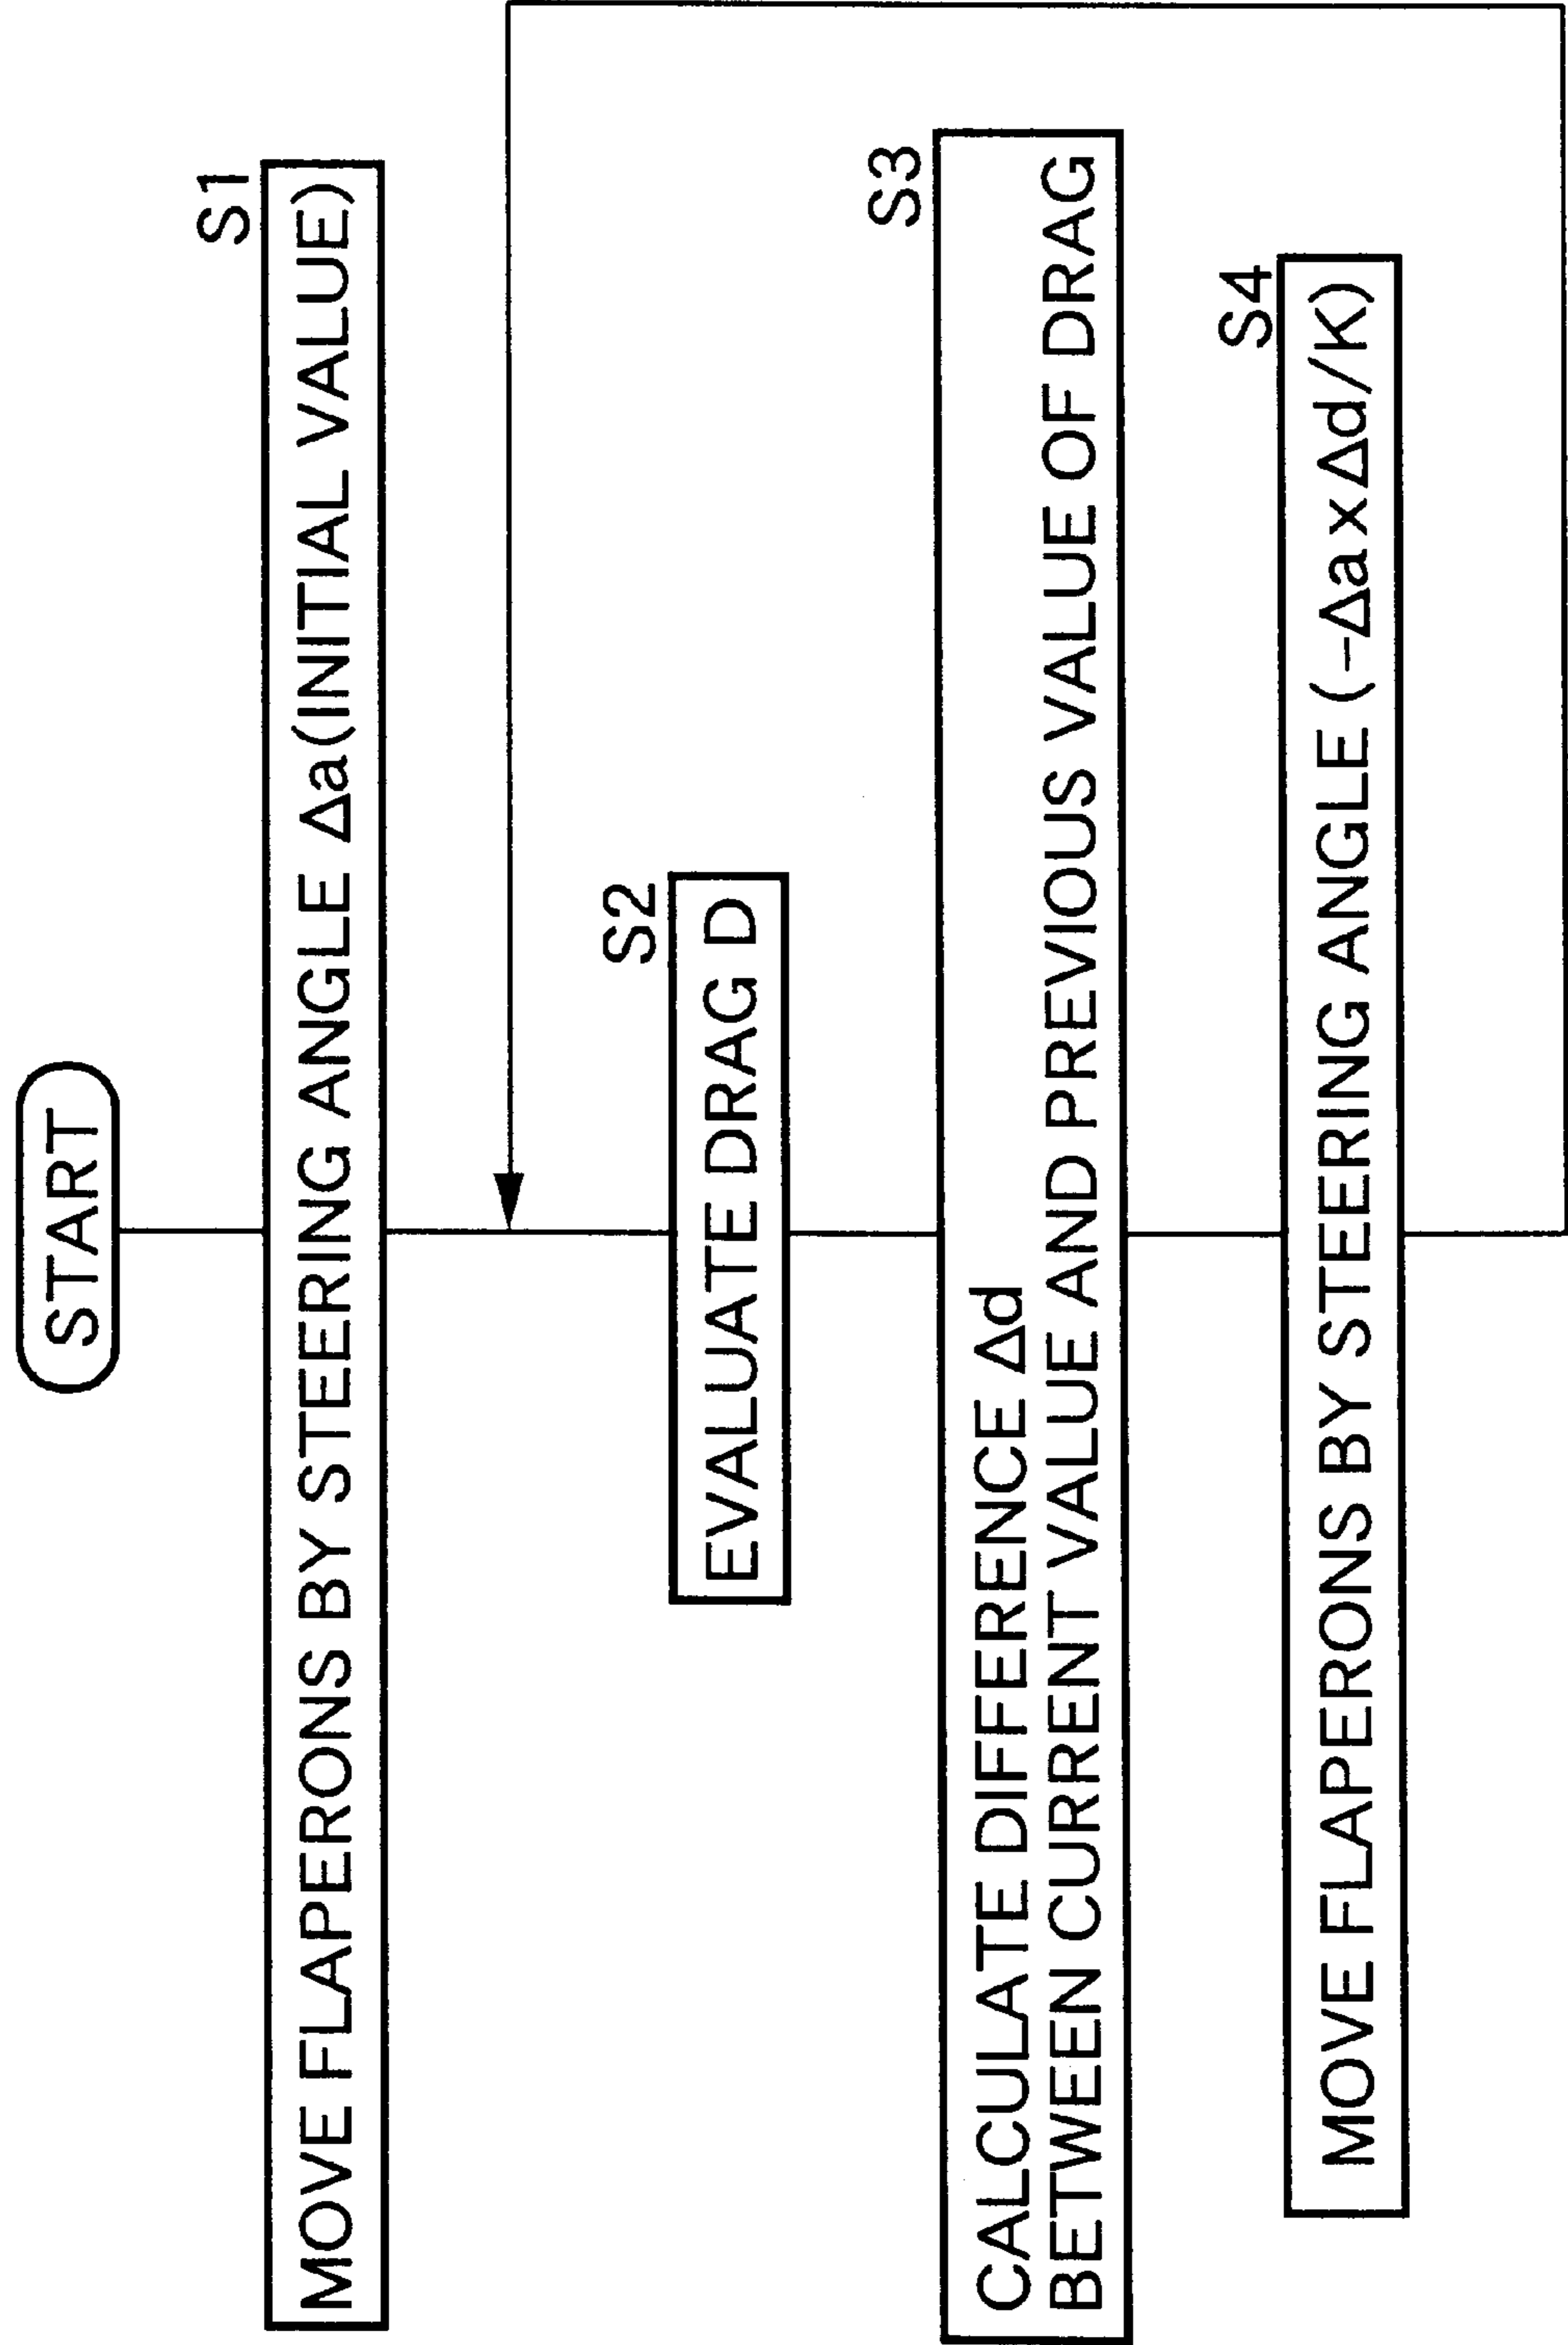 START
S1
MOVE FLAPERONS BY STEERING ANGLE Δa(INITIAL VALUE)
S2
EVALUATE DRAG D
S3
CALCULATE DIFFERENCE Δd
BETWEEN CURRENT VALUE AND PREVIOUS VALUE OF DRAG
S4
MOVE FLAPERONS BY STEERING ANGLE (-Δa x Δd/K)